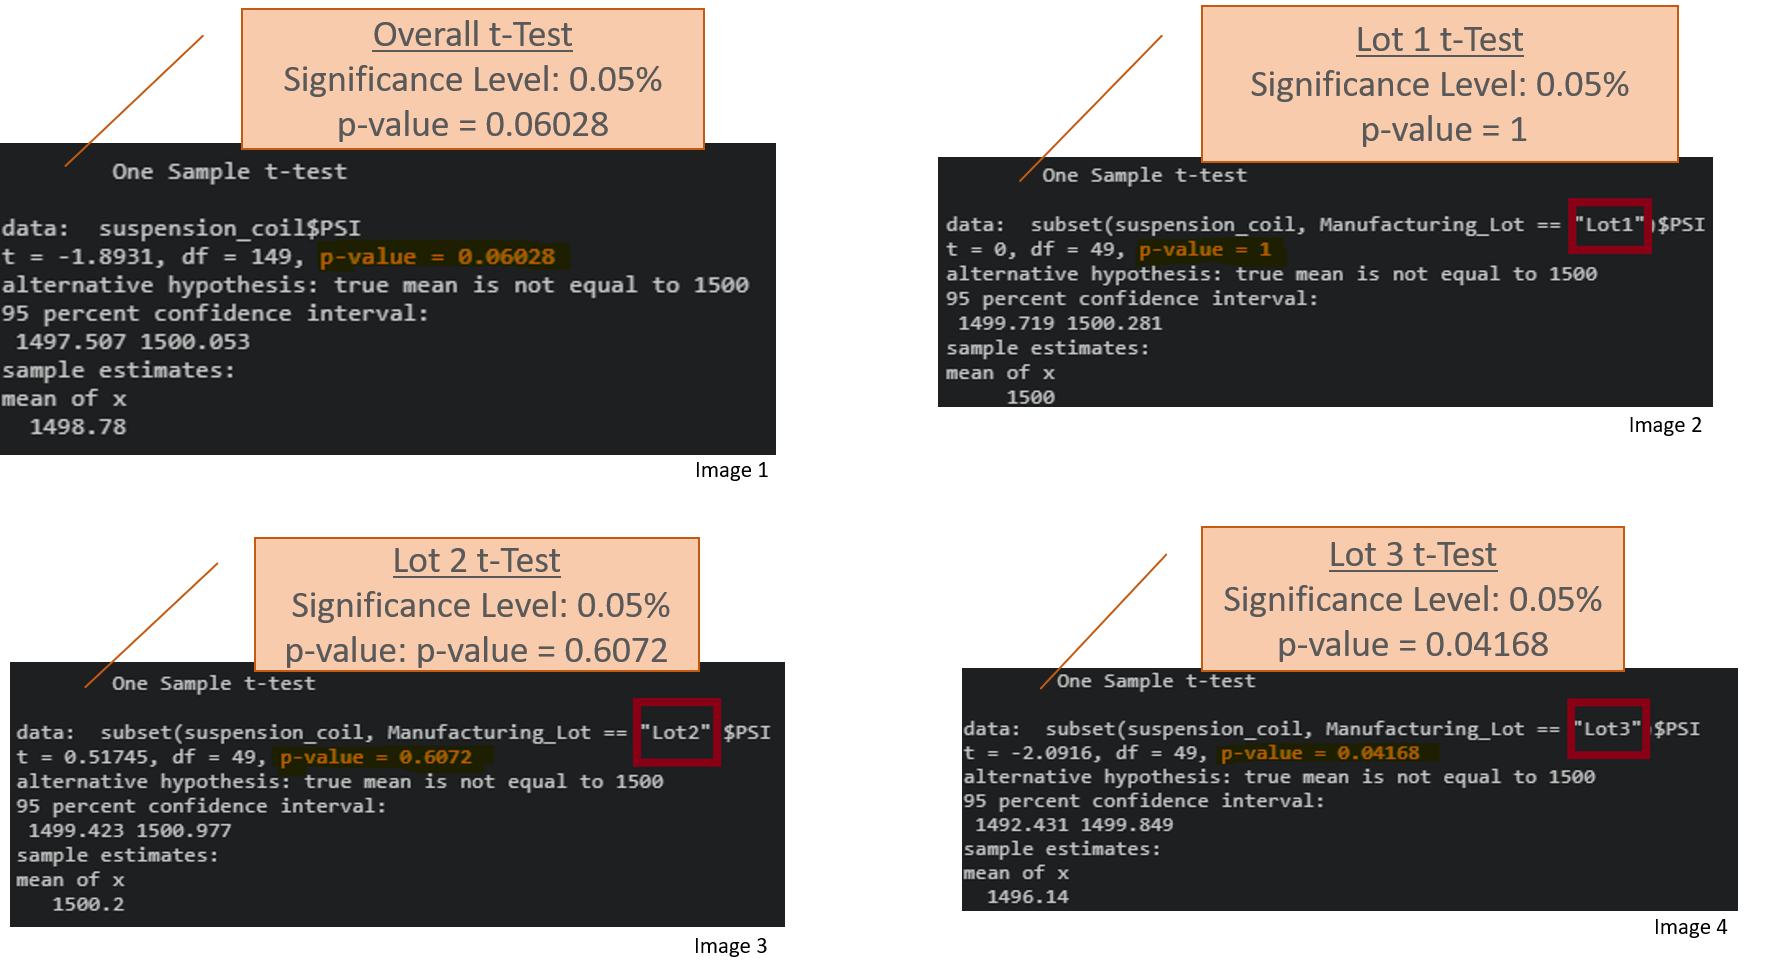 Overall t-Test
Significance Level: 0.05%
p-value = 0.06028
One Sample t-test
data:  suspension_coil$PSI
t = -1.8931, df = 149, p-value = 0.06028
alternative hypothesis: true mean is not equal to 1500
95 percent confidence interval:
1497.507 1500.053
sample estimates:
mean of x
1498.78
Image 1
Lot 1 t-Test
Significance Level: 0.05%
p-value = 1
One Sample t-test
data:  subset(suspension_coil, Manufacturing_Lot == "Lot1")$PSI
t = 0, df = 49, p-value = 1
alternative hypothesis: true mean is not equal to 1500
95 percent confidence interval:
1499.719 1500.281
sample estimates:
mean of x
1500
Image 2
Lot 2 t-Test
Significance Level: 0.05%
p-value: p-value = 0.6072
One Sample t-test
data:  subset(suspension_coil, Manufacturing_Lot == "Lot2" $PSI
t = 0.51745, df = 49, p-value = 0.6072
alternative hypothesis: true mean is not equal to 1500
95 percent confidence interval:
1499.423 1500.977
sample estimates:
mean of x
1500.2
Image 3
Lot 3 t-Test
Significance Level: 0.05%
p-value = 0.04168
One Sample t-test
data:  subset(suspension_coil, Manufacturing_Lot == "Lot3")$PSI
t = -2.0916, df = 49, p-value = 0.04168
alternative hypothesis: true mean is not equal to 1500
95 percent confidence interval:
1492.431 1499.849
sample estimates:
mean of x
1496.14
Image 4